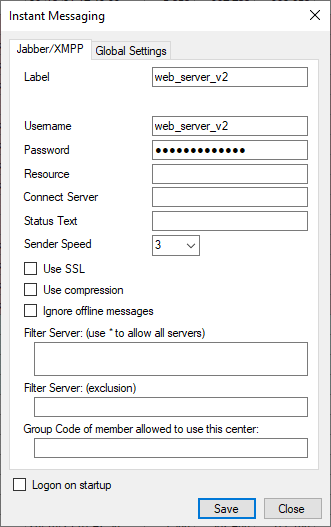 Instant Messaging
Jabber/XMPP Global Settings
Label web_server_v2
Username web_server_v2
Password ●●●●●●●●●●●●●
Resource
Connect Server
Status Text
Sender Speed 3
Use SSL
Use compression
Ignore offline messages
Filter Server: (use * to allow all servers)
Filter Server: (exclusion)
Group Code of member allowed to use this center:
Logon on startup
Save Close